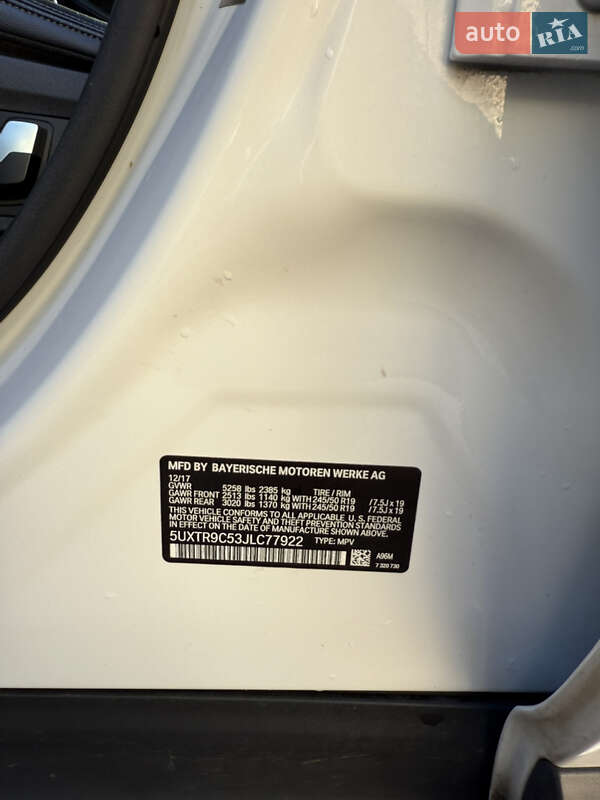 auto RIA.com
MFD BY BAYERISCHE MOTOREN WERKE AG
12/17
GVWR 5258 lbs 2385 kg TIRE / RIM
GAWR FRONT 2513 lbs 1140 kg WITH 245/50 R19 /7.5J x 19
GAWR REAR 3020 lbs 1370 kg WITH 245/50 R19 /7.5J x 19
THIS VEHICLE CONFORMS TO ALL APPLICABLE U. S. FEDERAL
MOTOR VEHICLE SAFETY AND THEFT PREVENTION STANDARDS
IN EFFECT ON THE DATE OF MANUFACTURE SHOWN ABOVE.
5UXTR9C53JLC77922 TYPE: MPV
A96M
7 320 730